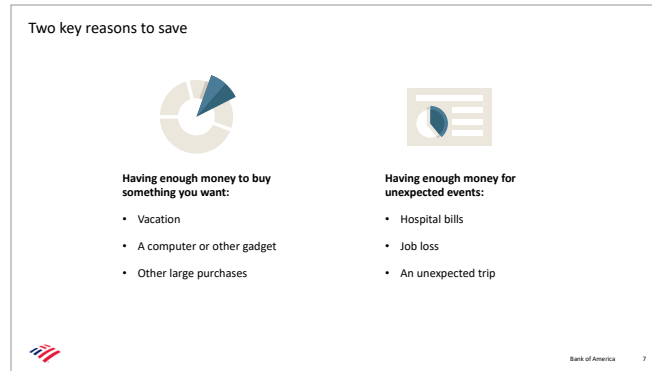 Two key reasons to save
Having enough money to buy
something you want:
• Vacation
• A computer or other gadget
• Other large purchases
Having enough money for
unexpected events:
• Hospital bills
• Job loss
• An unexpected trip
Bank of America 7